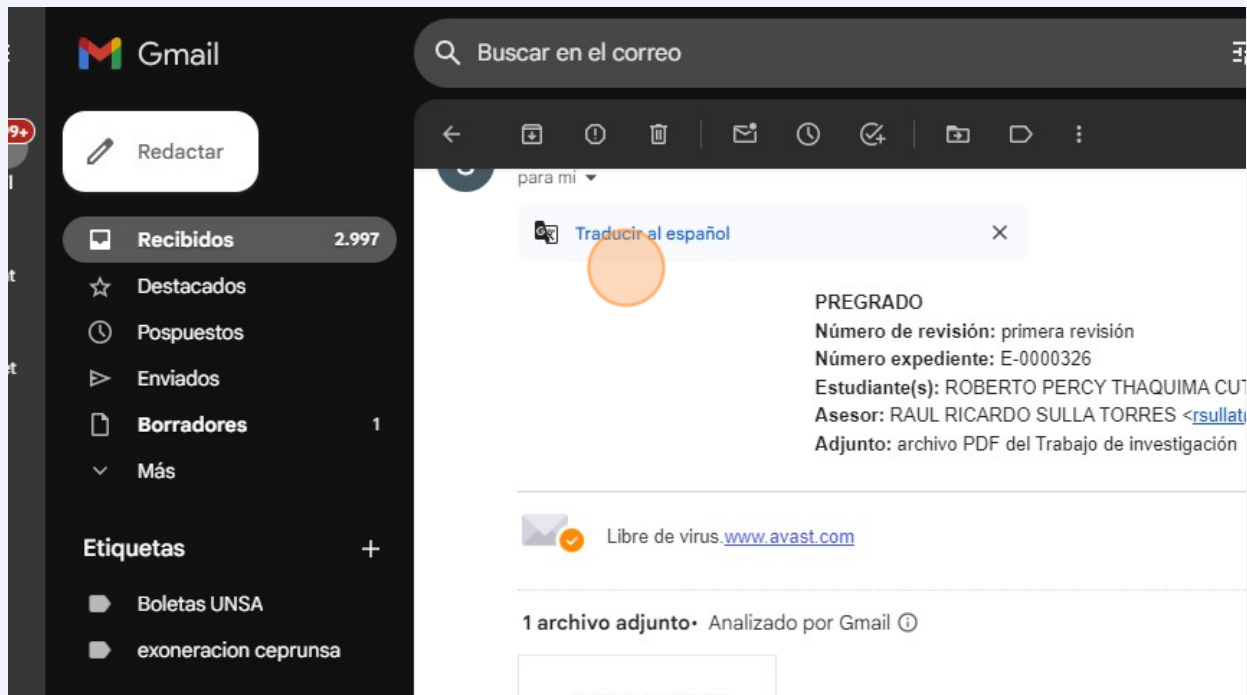 Gmail
Buscar en el correo
9+
Redactar
para mí
Recibidos 2.997
Traducir al español
Destacados
Pospuestos
Enviados
Borradores 1
Más
PREGRADO
Número de revisión: primera revisión
Número expediente: E-0000326
Estudiante(s): ROBERTO PERCY THAQUIMA
Asesor: RAUL RICARDO SULLA TORRES <rsullat
Adjunto: archivo PDF del Trabajo de investigación
Libre de virus.www.avast.com
Etiquetas
Boletas UNSA
exoneracion ceprunsa
1 archivo adjunto• Analizado por Gmail